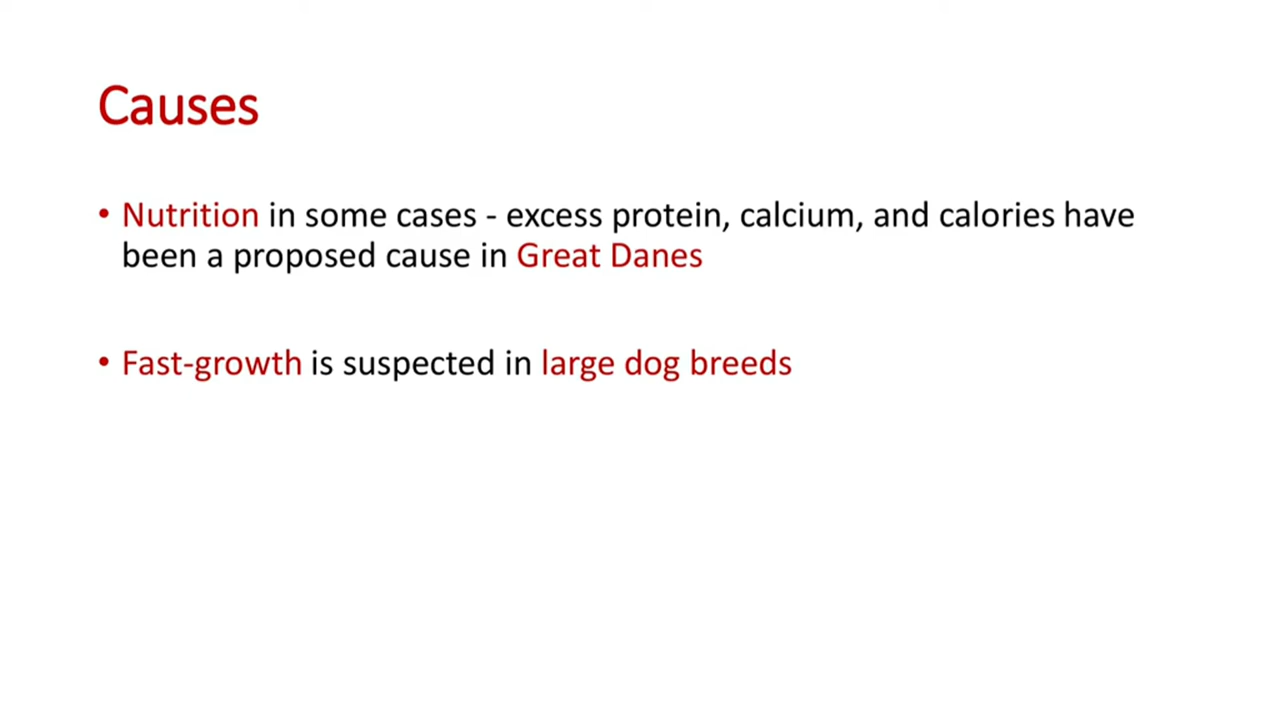 Causes
• Nutrition in some cases - excess protein, calcium, and calories have
been a proposed cause in Great Danes
• Fast-growth is suspected in large dog breeds